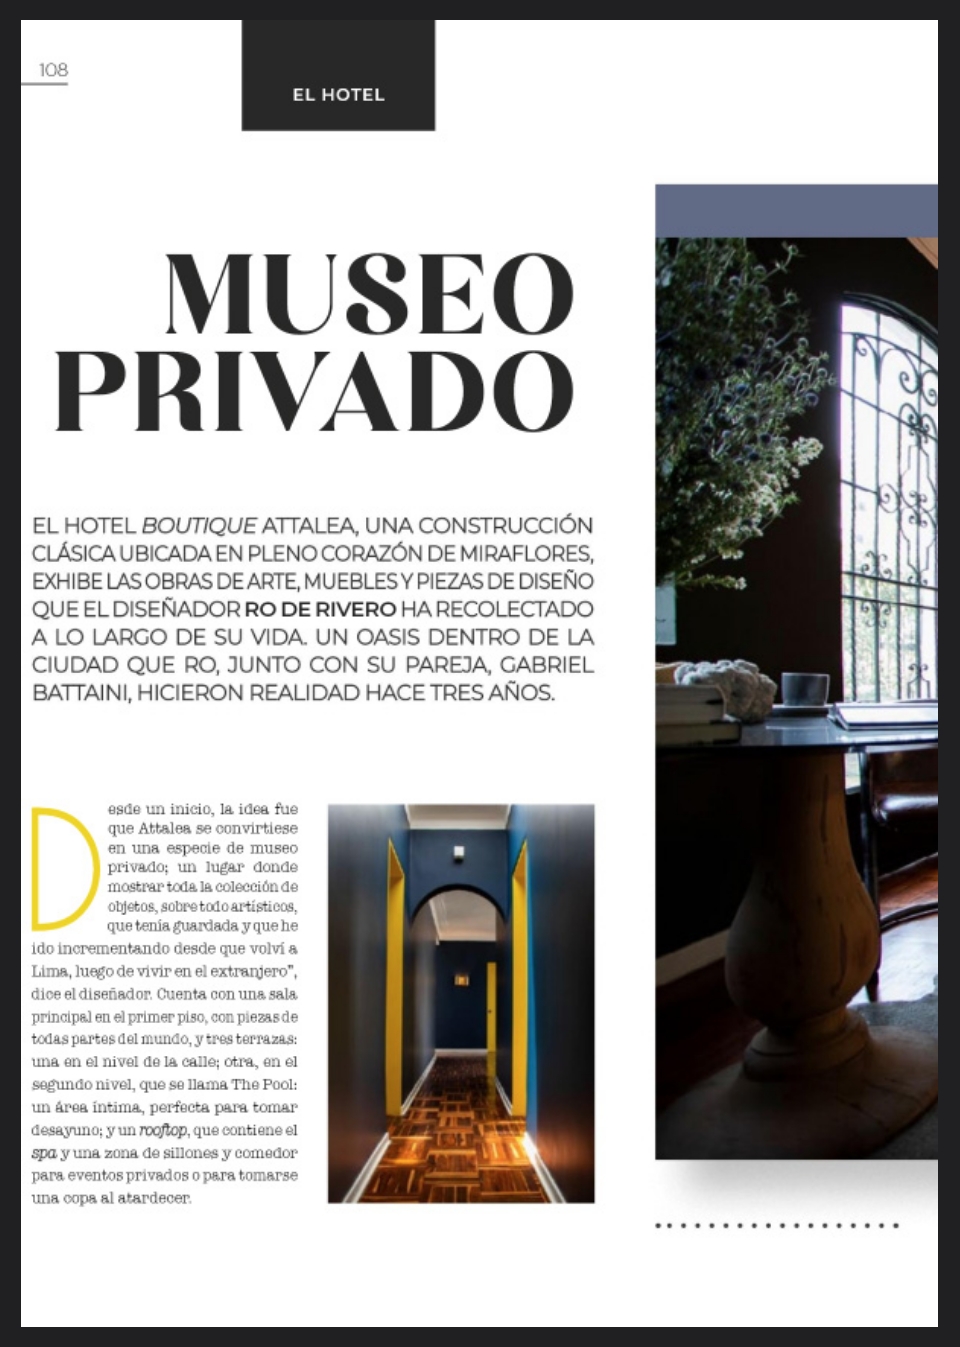 108
EL HOTEL
MUSEO
PRIVADO
EL HOTEL BOUTIQUE ATTALEA, UNA CONSTRUCCIÓN
CLÁSICA UBICADA EN PLENO CORAZÓN DE MIRAFLORES,
EXHIBE LAS OBRAS DE ARTE, MUEBLES Y PIEZAS DE DISEÑO
QUE EL DISEÑADOR RO DE RIVERO HA RECOLECTADO
A LO LARGO DE SU VIDA. UN OASIS DENTRO DE LA
CIUDAD QUE RO, JUNTO CON SU PAREJA, GABRIEL
BATTAINI, HICIERON REALIDAD HACE TRES AÑOS.
Desde un inicio, la idea fue
que Attalea se convirtiese
en una especie de museo
privado; un lugar donde
mostrar toda la colección de
objetos, sobre todo artísticos,
que tenía guardada y que he
ido incrementando desde que volví a
Lima, luego de vivir en el extranjero”,
dice el diseñador. Cuenta con una sala
principal en el primer piso, con piezas de
todas partes del mundo, y tres terrazas:
una en el nivel de la calle; otra, en el
segundo nivel, que se llama The Pool:
un área íntima, perfecta para tomar
desayuno; y un rooftop, que contiene el
spa y una zona de sillones y comedor
para eventos privados o para tomarse
una copa al atardecer.